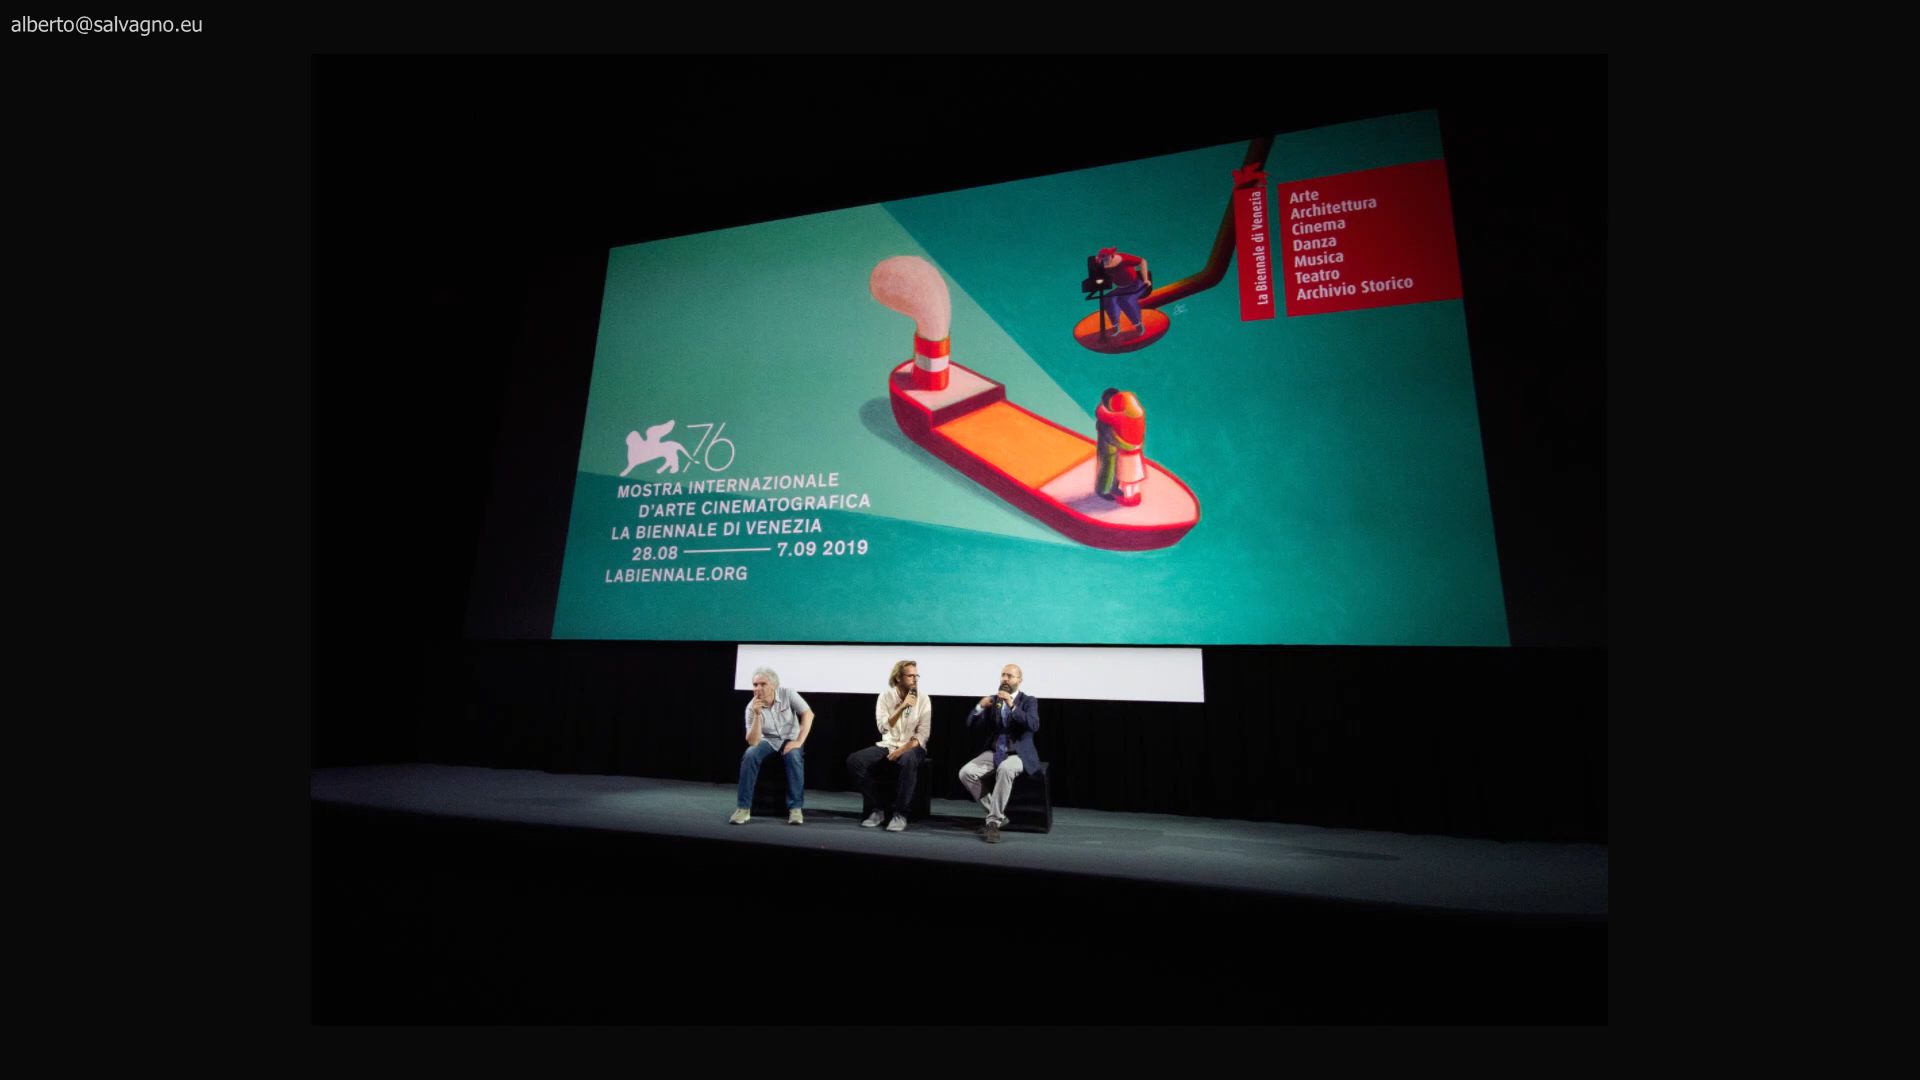 alberto@salvagno.eu
La Biennale di Venezia
Arte
Architettura
Cinema
Danza
Musica
Teatro
Archivio Storico
76
MOSTRA INTERNAZIONALE
D'ARTE CINEMATOGRAFICA
LA BIENNALE DI VENEZIA
28.08 — 7.09 2019
LABIENNALE.ORG